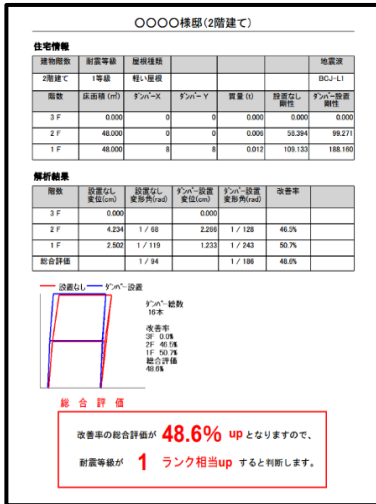 〇〇〇〇様邸(2階建て)
住宅情報
建物階数 耐震等級 屋根種類 地震波
2階建て 1等級 軽い屋根 BCJ-L1
階数 床面積(㎡) ダンパーX ダンパーY 質量(t) 設置なし剛性 ダンパー設置剛性
3F 0.000 0 0 0.000 0.000 0.000
2F 48.000 0 0 0.006 58.394 99.271
1F 48.000 8 8 0.012 109.133 188.160
解析結果
階数 設置なし変位(cm) 設置なし変形角(rad) ダンパー設置変位(cm) ダンパー設置変形角(rad) 改善率
3F 0.000 0.000
2F 4.234 1/68 2.266 1/128 46.5%
1F 2.502 1/119 1.233 1/243 50.7%
総合評価 1/94 1/186 48.6%
設置なし ダンパー設置
ダンパー総数
16本
改善率
3F 0.0%
2F 46.5%
1F 50.7%
総合評価
48.6%
総合評価
改善率の総合評価が 48.6% up となりますので、
耐震等級が 1 ランク相当up すると判断します。